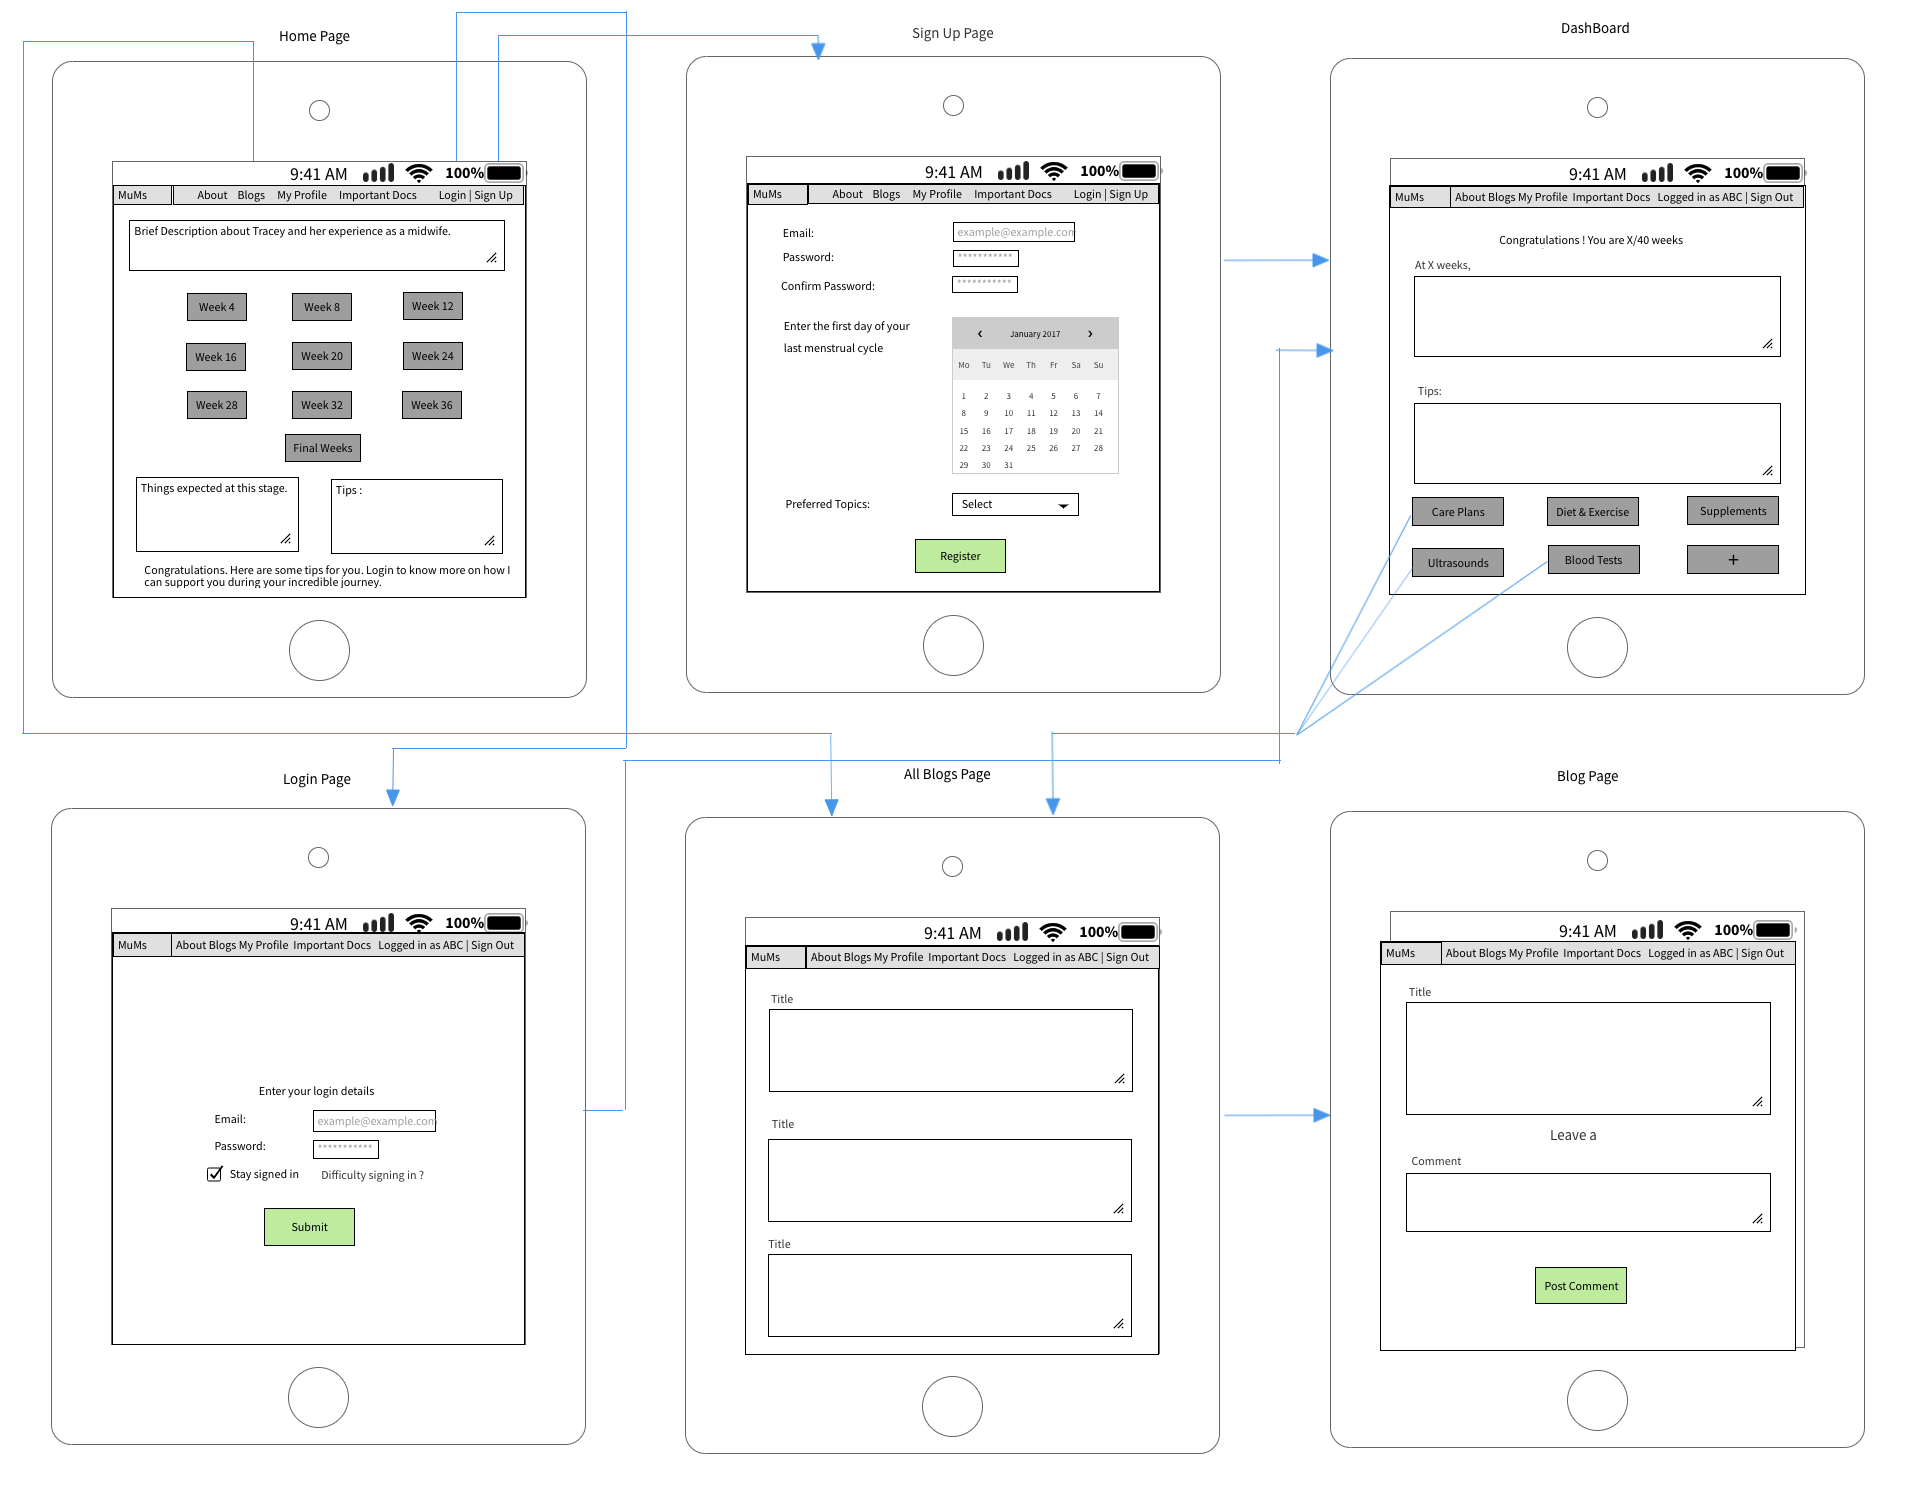 Home Page
9:41 AM 100%
MuMs About Blogs My Profile Important Docs Login | Sign Up
Brief Description about Tracey and her experience as a midwife.
Week 4 Week 8 Week 12
Week 16 Week 20 Week 24
Week 28 Week 32 Week 36
Final Weeks
Things expected at this stage. Tips :
Congratulations. Here are some tips for you. Login to know more on how I
can support you during your incredible journey.
Sign Up Page
9:41 AM 100%
MuMs About Blogs My Profile Important Docs Login | Sign Up
Email: example@example.com
Password: ***********
Confirm Password: ***********
Enter the first day of your
last menstrual cycle
‹ January 2017 ›
Mo Tu We Th Fr Sa Su
1 2 3 4 5 6 7
8 9 10 11 12 13 14
15 16 17 18 19 20 21
22 23 24 25 26 27 28
29 30 31
Preferred Topics: Select
Register
DashBoard
9:41 AM 100%
MuMs About Blogs My Profile Important Docs Logged in as ABC | Sign Out
Congratulations ! You are X/40 weeks
At X weeks,
Tips:
Care Plans Diet & Exercise Supplements
Ultrasounds Blood Tests +
Login Page
9:41 AM 100%
MuMs About Blogs My Profile Important Docs Logged in as ABC | Sign Out
Enter your login details
Email: example@example.com
Password: ***********
Stay signed in Difficulty signing in ?
Submit
All Blogs Page
9:41 AM 100%
MuMs About Blogs My Profile Important Docs Logged in as ABC | Sign Out
Title
Title
Title
Blog Page
9:41 AM 100%
MuMs About Blogs My Profile Important Docs Logged in as ABC | Sign Out
Title
Leave a
Comment
Post Comment